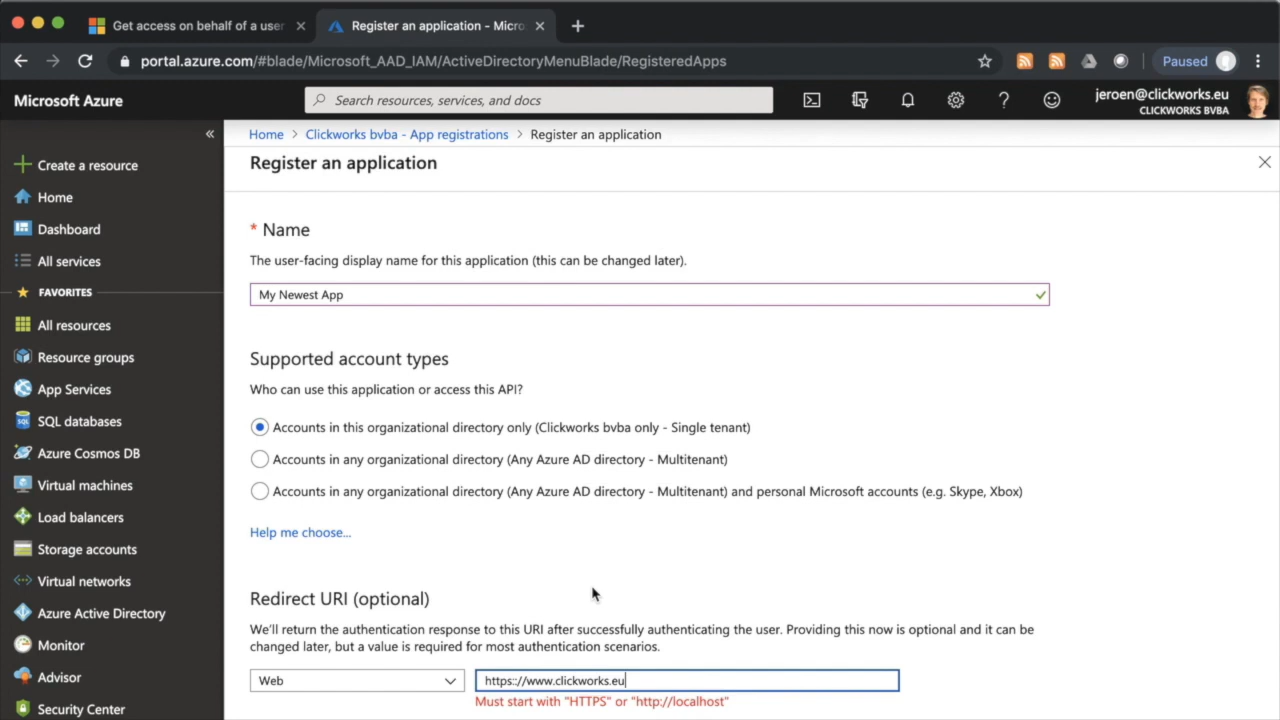 Get access on behalf of a user
Register an application - Micro
portal.azure.com/#blade/Microsoft_AAD_IAM/ActiveDirectoryMenuBlade/RegisteredApps
Paused
Microsoft Azure
Search resources, services, and docs
jeroen@clickworks.eu
CLICKWORKS BVBA
Home > Clickworks bvba - App registrations > Register an application
Register an application
Create a resource
Home
Dashboard
All services
FAVORITES
All resources
Resource groups
App Services
SQL databases
Azure Cosmos DB
Virtual machines
Load balancers
Storage accounts
Virtual networks
Azure Active Directory
Monitor
Advisor
Security Center
* Name
The user-facing display name for this application (this can be changed later).
My Newest App
Supported account types
Who can use this application or access this API?
Accounts in this organizational directory only (Clickworks bvba only - Single tenant)
Accounts in any organizational directory (Any Azure AD directory - Multitenant)
Accounts in any organizational directory (Any Azure AD directory - Multitenant) and personal Microsoft accounts (e.g. Skype, Xbox)
Help me choose...
Redirect URI (optional)
We'll return the authentication response to this URI after successfully authenticating the user. Providing this now is optional and it can be
changed later, but a value is required for most authentication scenarios.
Web
https:://www.clickworks.eu
Must start with "HTTPS" or "http://localhost"